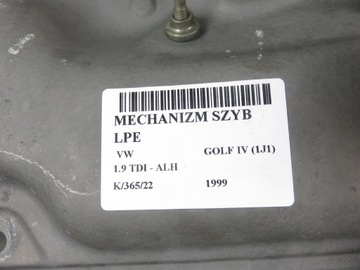 MECHANIZM SZYB
LPE
VW GOLF IV (1J1)
1.9 TDI - ALH
K/365/22 1999